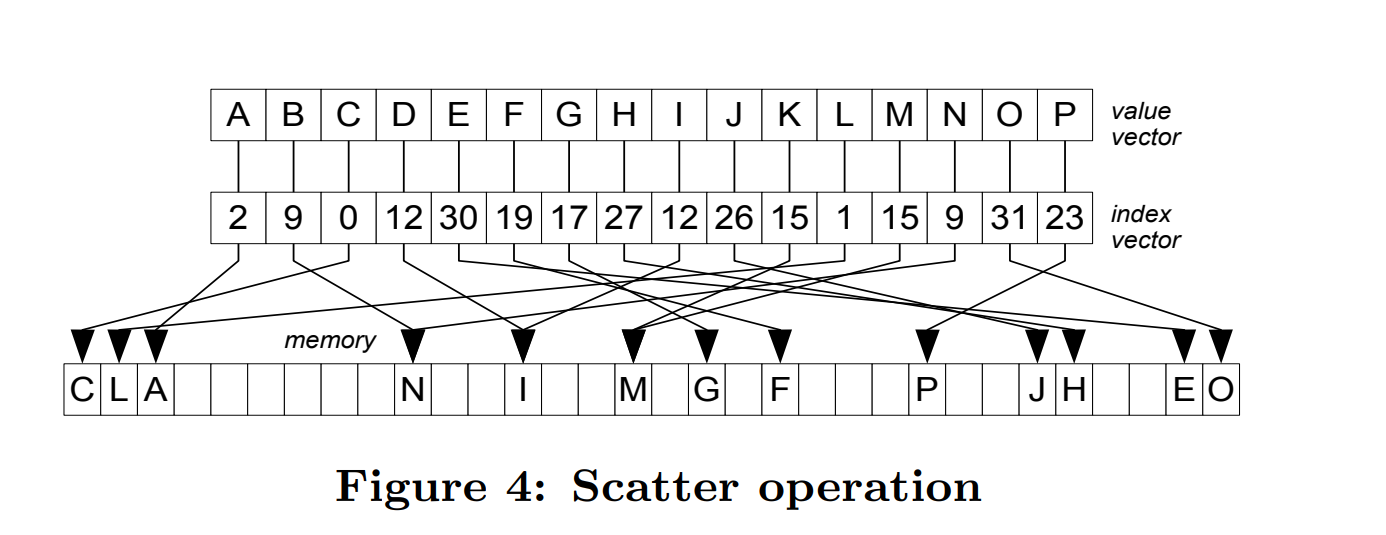 A B C D E F G H I J K L M N O P
value
vector
2 9 0 12 30 19 17 27 12 26 15 1 15 9 31 23
index
vector
memory
C L A N I M G F P J H E O
Figure 4: Scatter operation